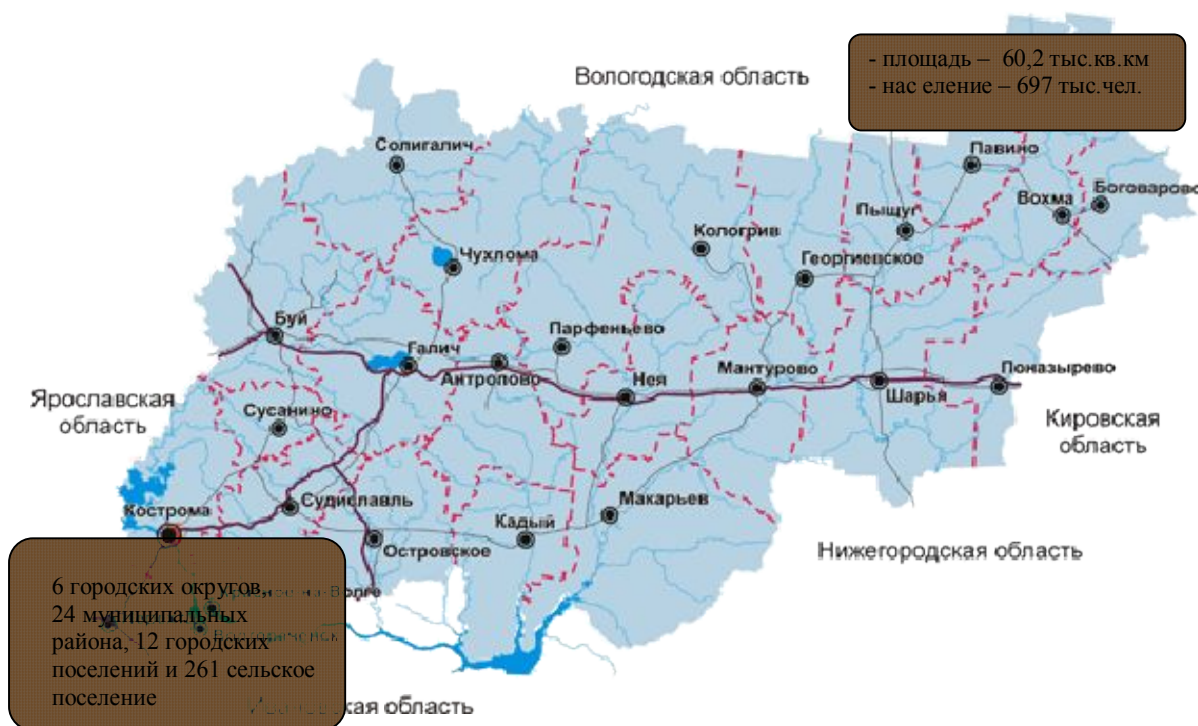 - площадь – 60,2 тыс.кв.км
- нас еление – 697 тыс.чел.
Вологодская область
Солигалич
Павино
Боговарово
Вохма
Пыщуг
Кологрив
Чухлома
Георгиевское
Буй
Парфеньево
Галич
Антропово
Нея
Мантурово
Шарья
Поназырево
Ярославская
область
Сусанино
Кировская
область
Судиславль
Макарьев
Кострома
Кадый
Островское
Нижегородская область
6 городских округов,
24 муниципальных
района, 12 городских
поселений и 261 сельское
поселение
область